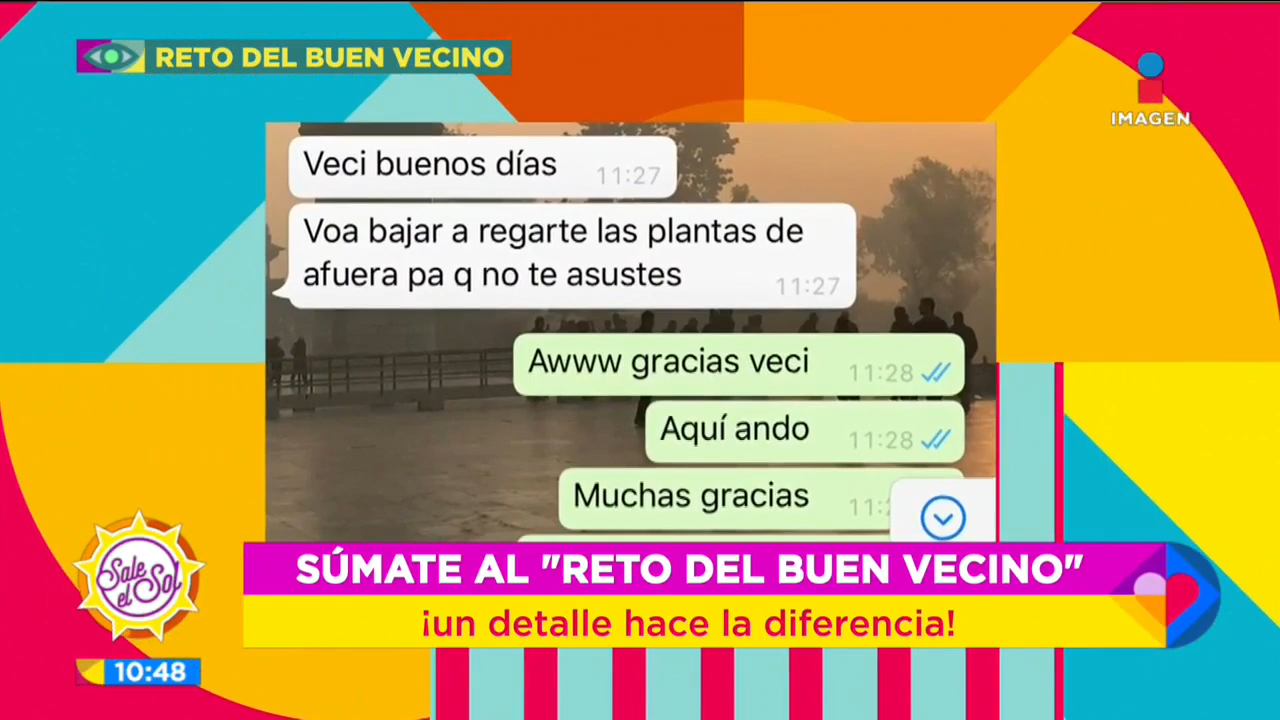 RETO DEL BUEN VECINO
IMAGEN
Veci buenos días
11:27
Voa bajar a regarte las plantas de
afuera pa q no te asustes
11:27
Awww gracias veci
11:28
Aquí ando
11:28
Muchas gracias
SÚMATE AL "RETO DEL BUEN VECINO"
¡un detalle hace la diferencia!
Sale
el Sol
10:48